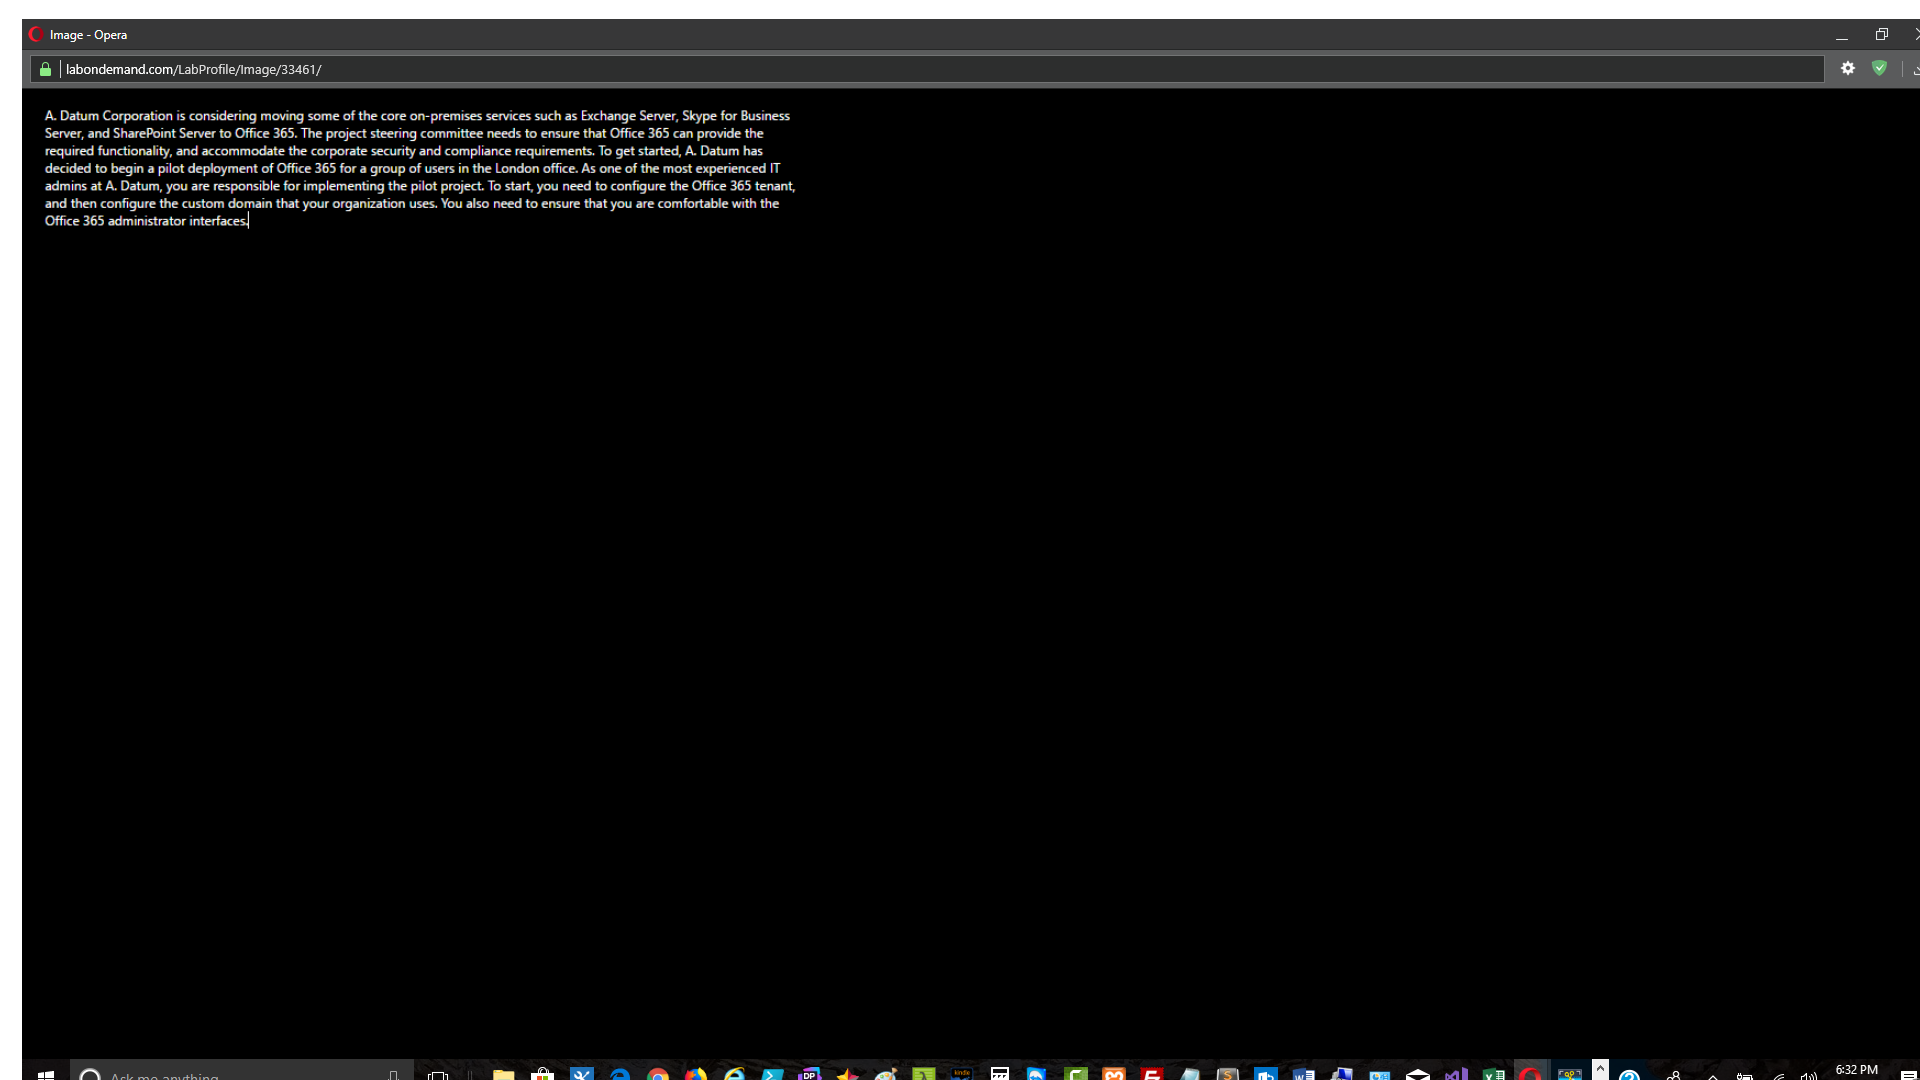 Image - Opera
labondemand.com/LabProfile/Image/33461/
A. Datum Corporation is considering moving some of the core on-premises services such as Exchange Server, Skype for Business
Server, and SharePoint Server to Office 365. The project steering committee needs to ensure that Office 365 can provide the
required functionality, and accommodate the corporate security and compliance requirements. To get started, A. Datum has
decided to begin a pilot deployment of Office 365 for a group of users in the London office. As one of the most experienced IT
admins at A. Datum, you are responsible for implementing the pilot project. To start, you need to configure the Office 365 tenant,
and then configure the custom domain that your organization uses. You also need to ensure that you are comfortable with the
Office 365 administrator interfaces.
Ask me anything
DP
kindle
6:32 PM